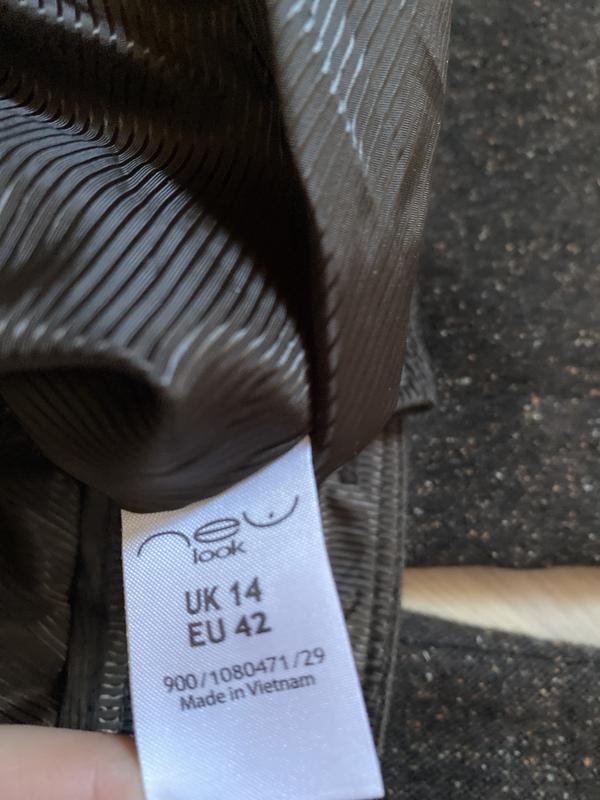 new
look
UK 14
EU 42
900/1080471/29
Made in Vietnam